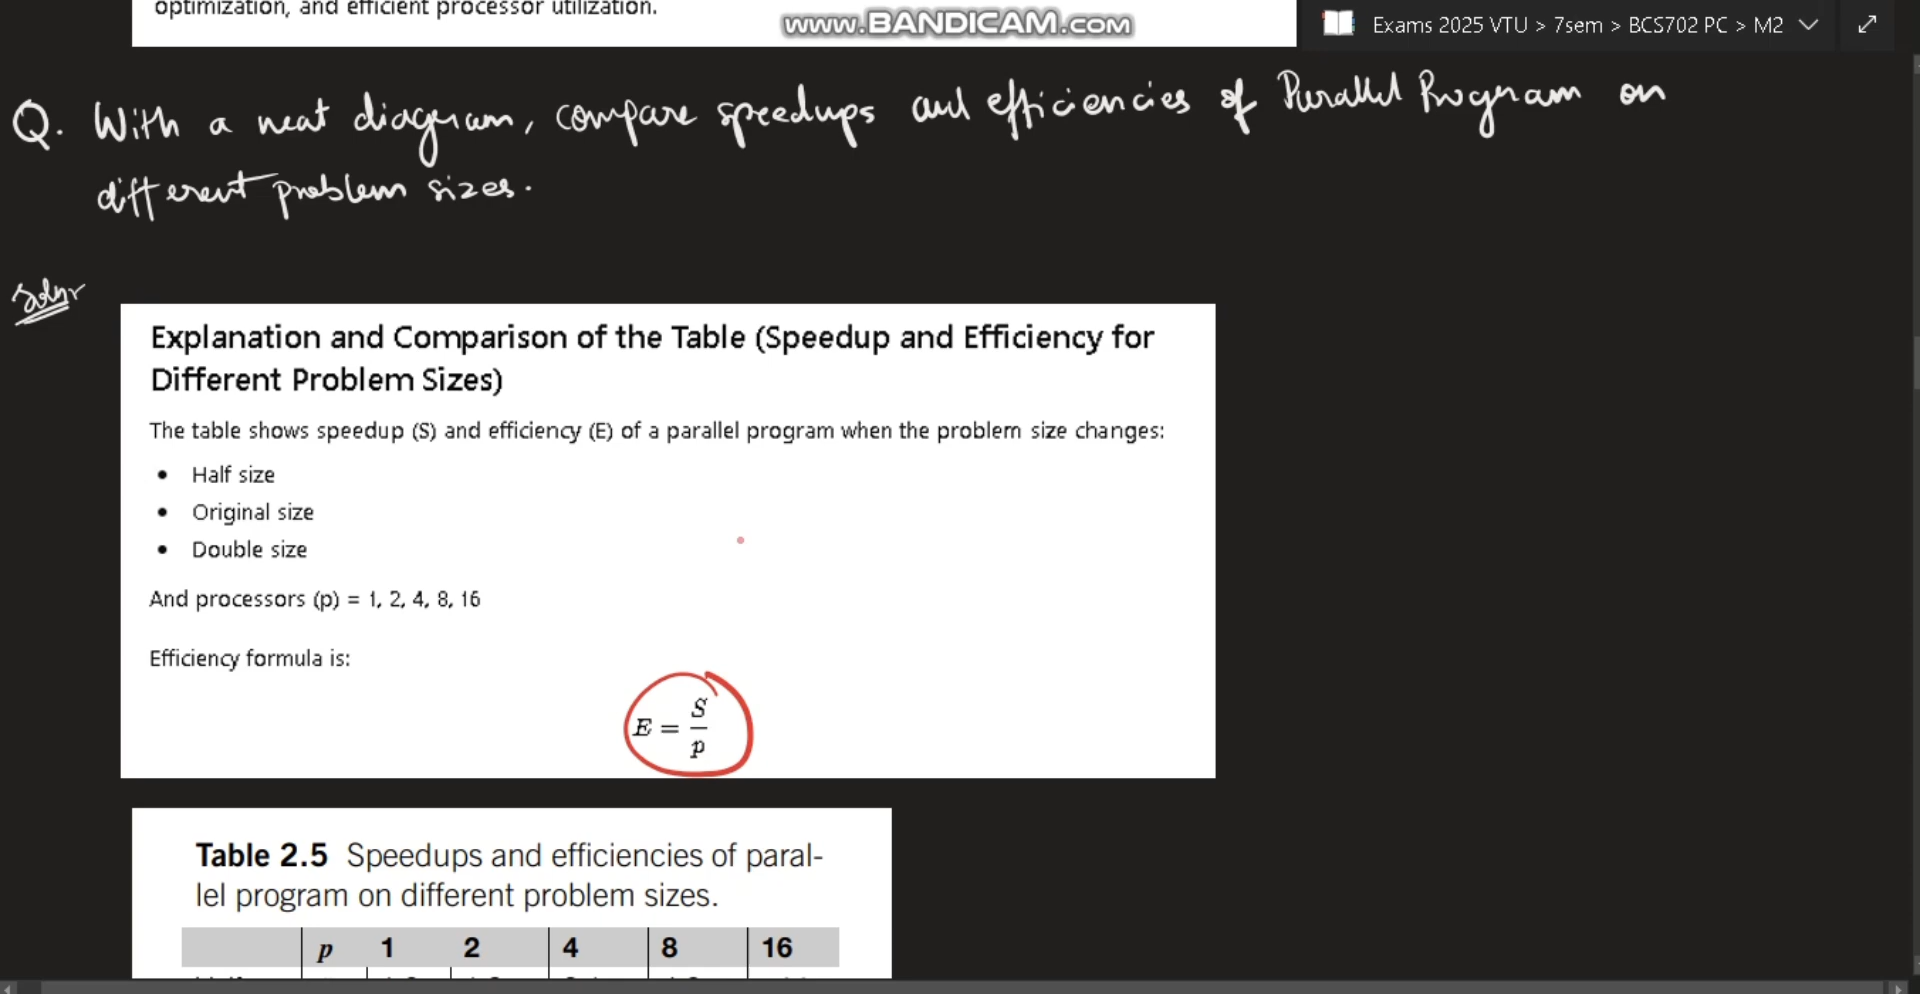 optimization, and efficient processor utilization.
www.BANDICAM.com
Exams 2025 VTU > 7sem > BCS702 PC > M2
Q. With a neat diagram, compare speedups and efficiencies of Parallel Program on
different problem sizes.
Soln
Explanation and Comparison of the Table (Speedup and Efficiency for
Different Problem Sizes)
The table shows speedup (S) and efficiency (E) of a parallel program when the problem size changes:
• Half size
• Original size
• Double size
And processors (p) = 1, 2, 4, 8, 16
Efficiency formula is:
E = S/p
Table 2.5 Speedups and efficiencies of paral-
lel program on different problem sizes.
p 1 2 4 8 16